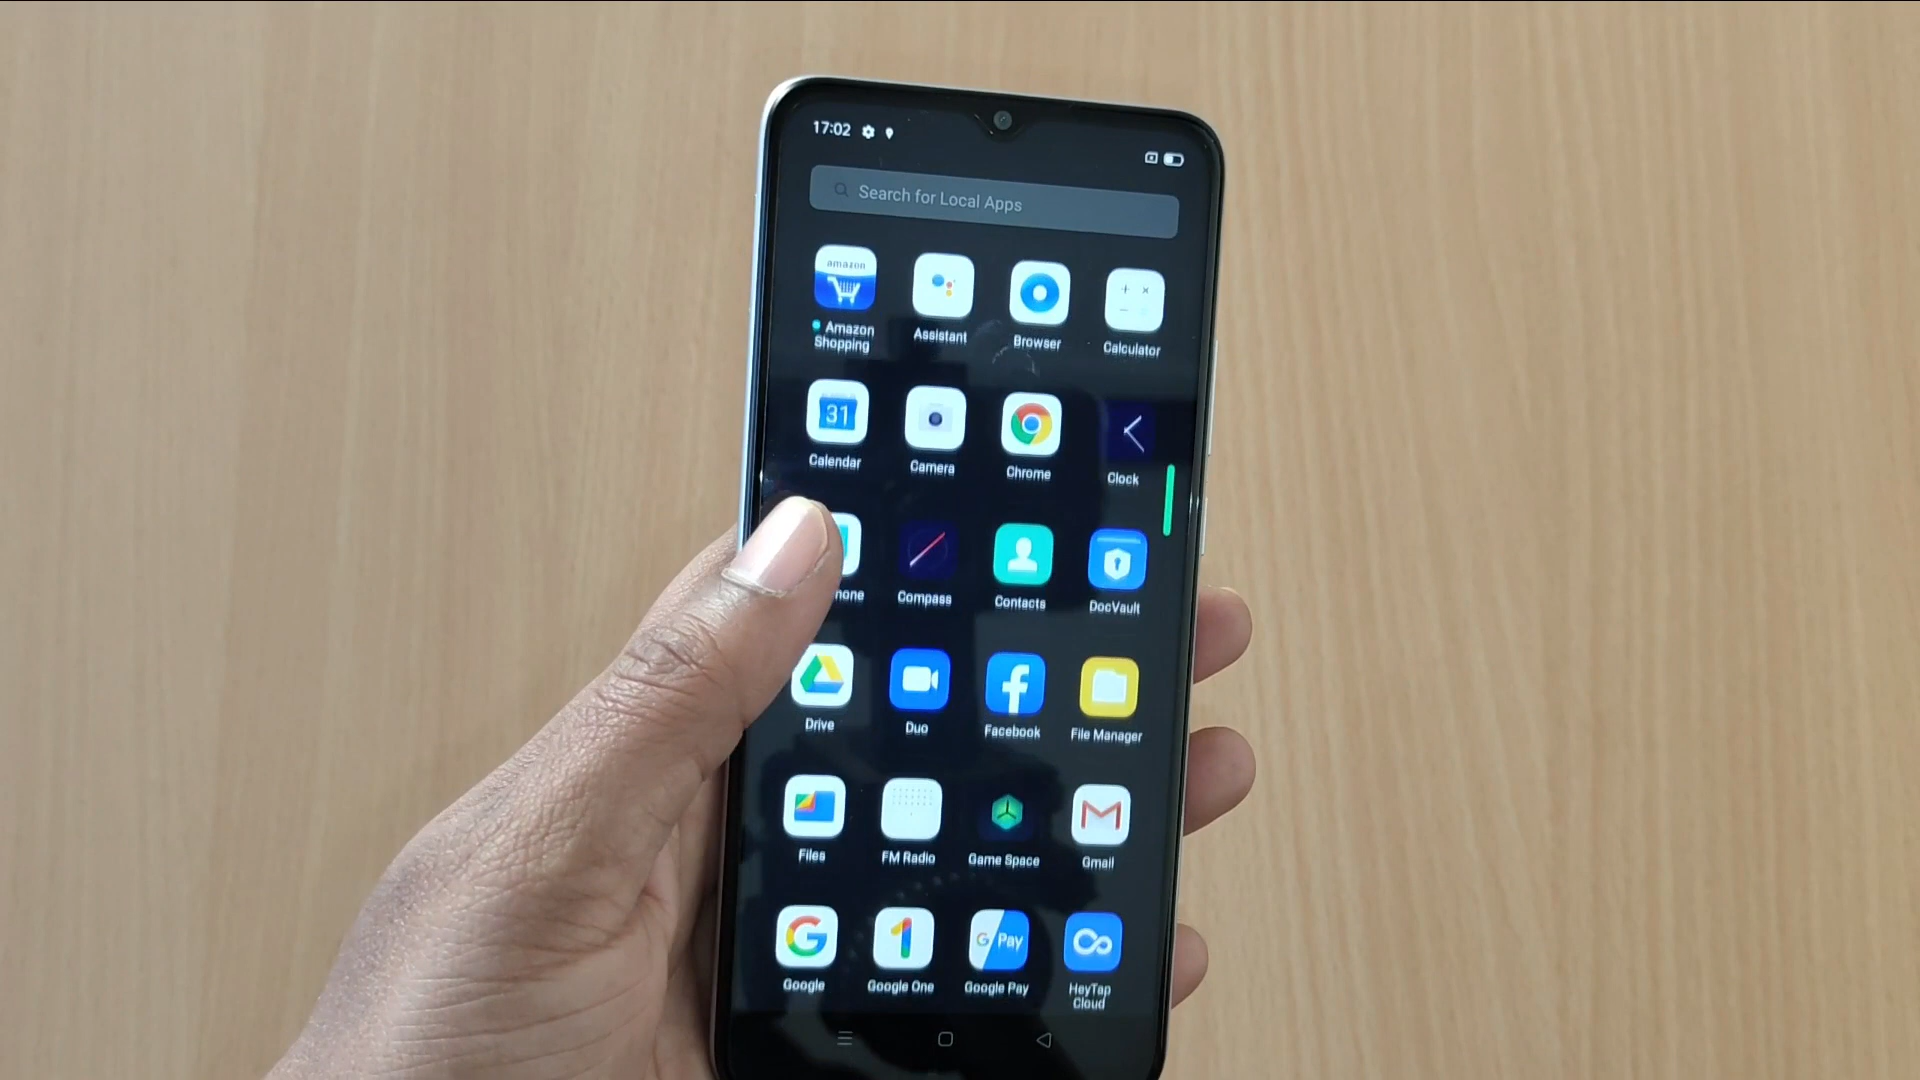 17:02
Search for Local Apps
amazon
Amazon Shopping
Assistant
Browser
Calculator
31
Calendar
Camera
Chrome
Clock
hone
Compass
Contacts
DocVault
Drive
Duo
Facebook
File Manager
Files
FM Radio
Game Space
Gmail
Google
1
Google One
G Pay
Google Pay
HeyTap Cloud